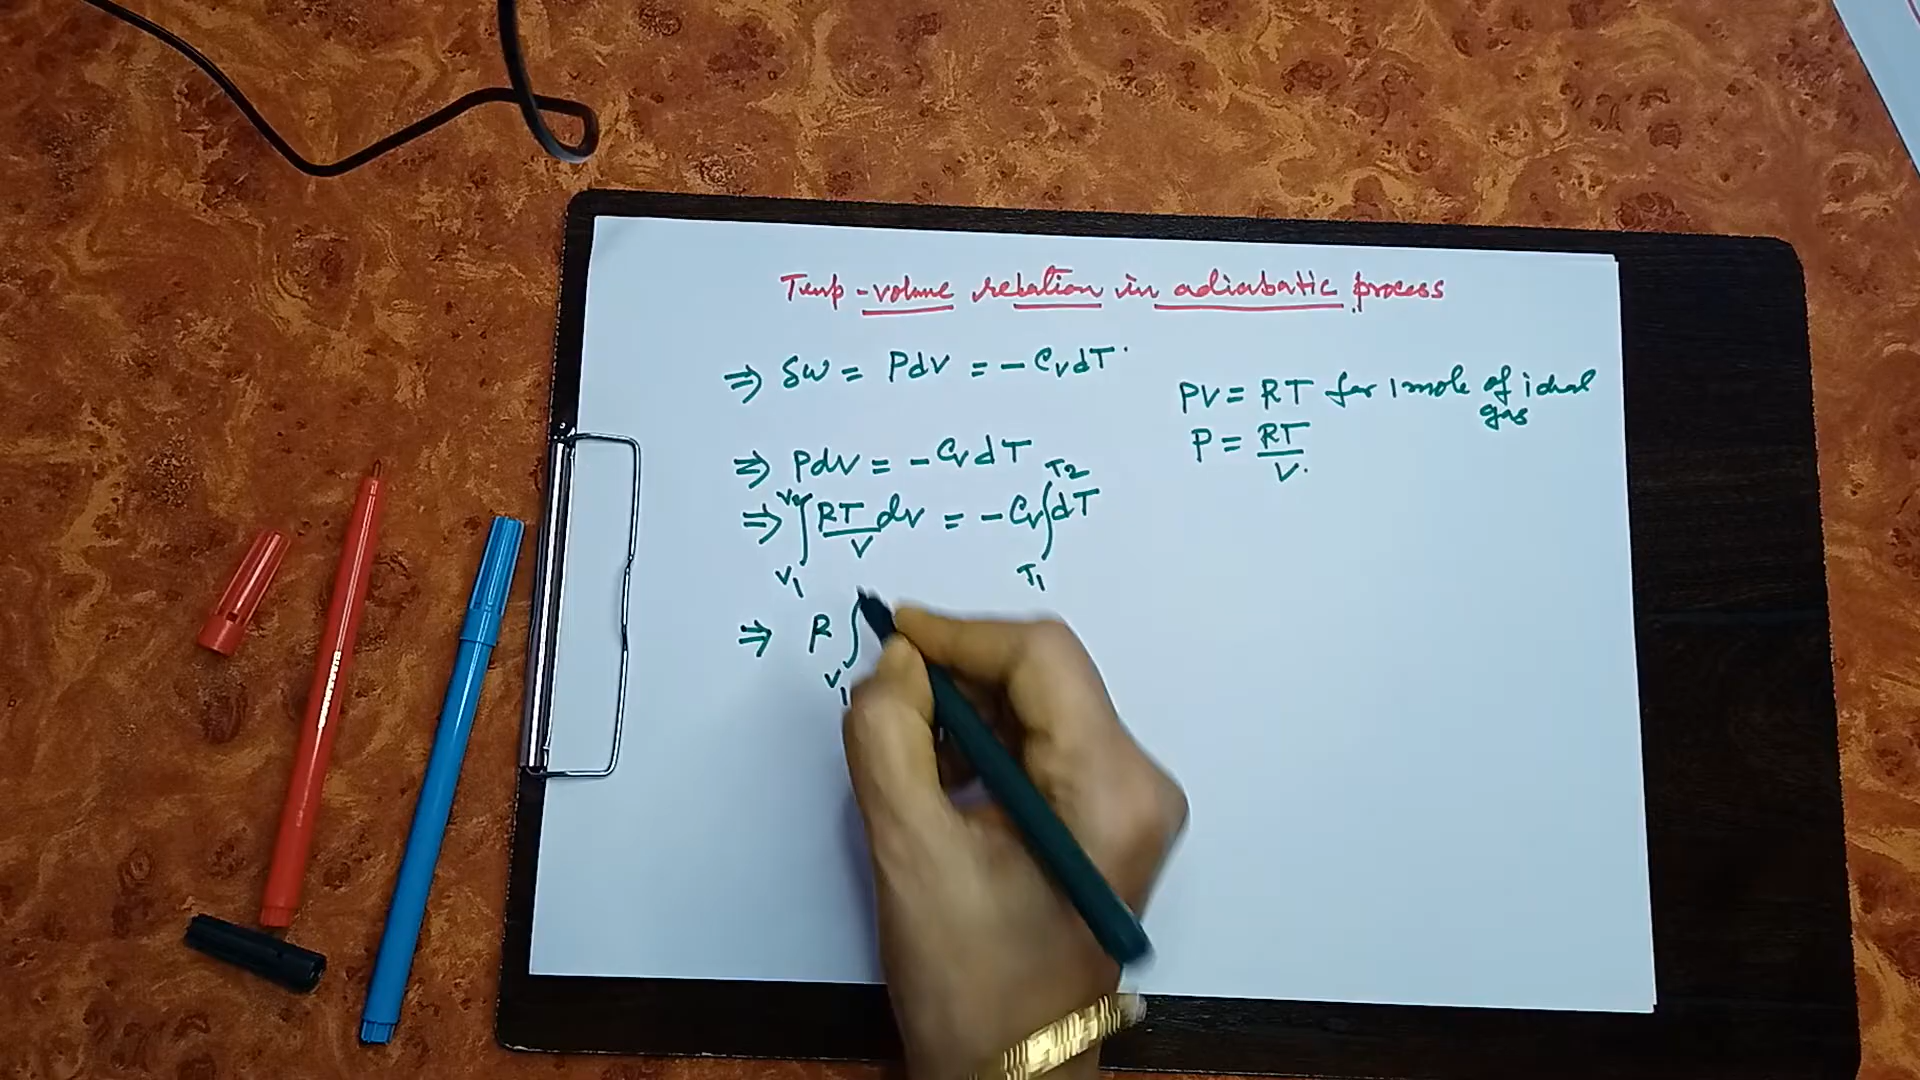 Temp-volume relation in adiabatic process
⇒ δw = PdV = - CvdT.
PV = RT for 1 mole of ideal gas
P = RT/V.
⇒ PdV = - CvdT
⇒ ∫V1^V2 RT/V dv = - Cv∫T1^T2 dT
⇒ R ∫V1